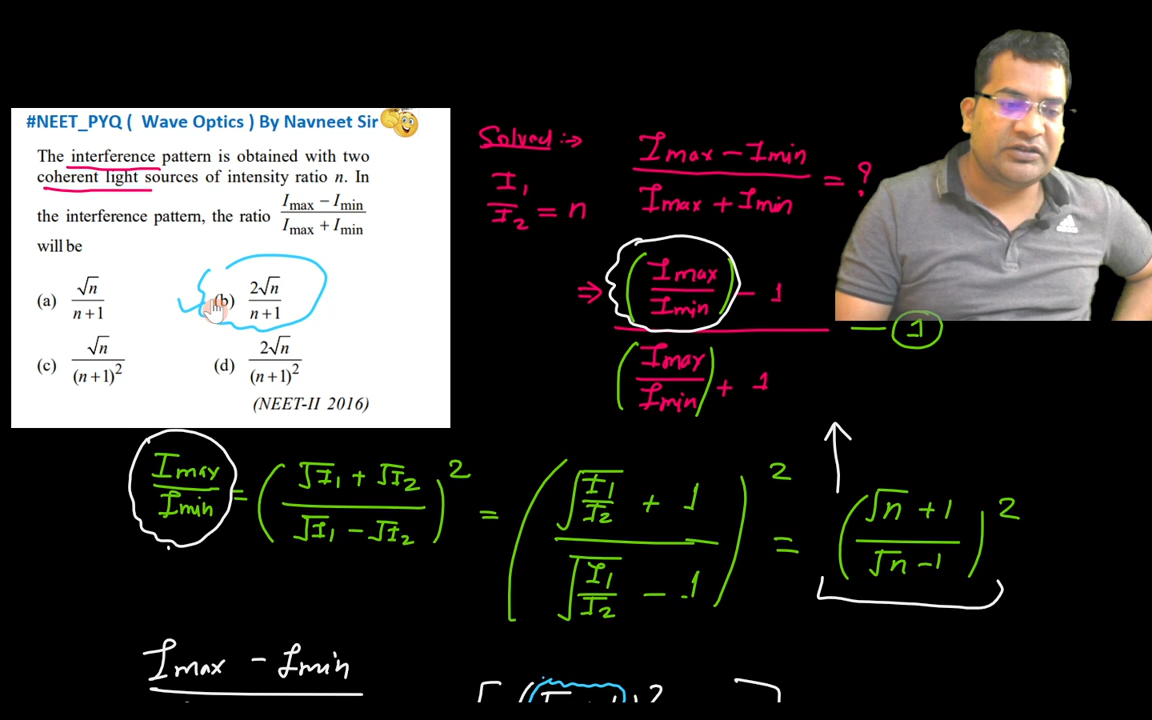 #NEET_PYQ ( Wave Optics ) By Navneet Sir
The interference pattern is obtained with two
coherent light sources of intensity ratio n. In
the interference pattern, the ratio (Imax − Imin)/(Imax + Imin)
will be
(a) √n/(n+1) (b) 2√n/(n+1)
(c) √n/(n+1)² (d) 2√n/(n+1)²
(NEET-II 2016)
Solved :→
I₁/I₂ = n
(Imax − Imin)/(Imax + Imin) = ?
⇒ ((Imax/Imin) − 1)/((Imax/Imin) + 1) — 1
Imax/Imin = ((√I₁ + √I₂)/(√I₁ − √I₂))² = ((√(I₁/I₂) + 1)/(√(I₁/I₂) − 1))² = ((√n + 1)/(√n − 1))²
Imax − Imin